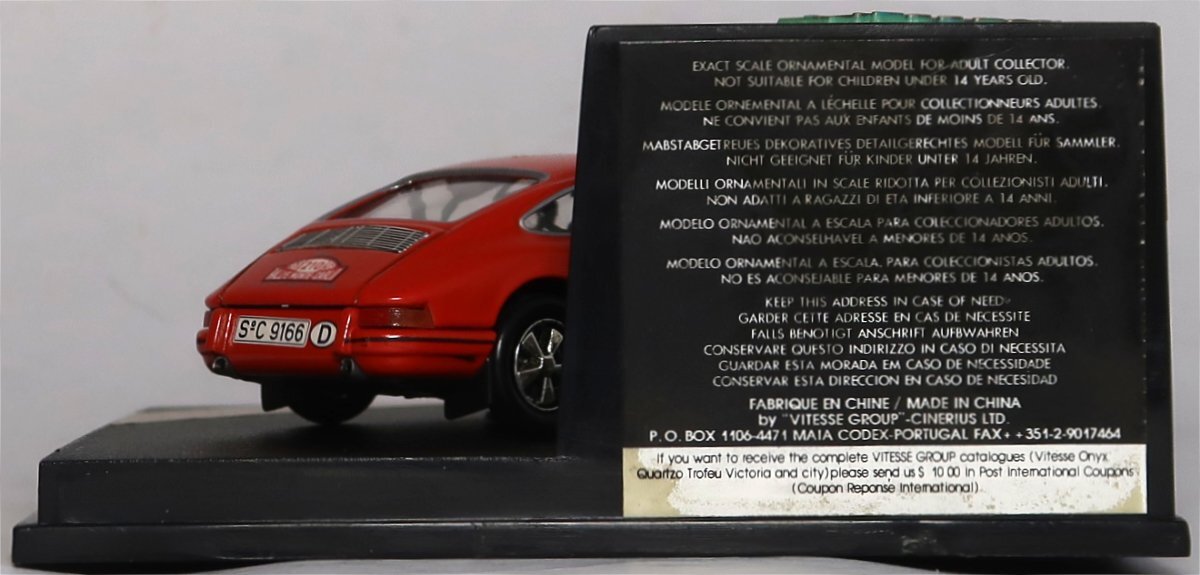 S C 9166 D
RALLYE MONTE-CARLO
EXACT SCALE ORNAMENTAL MODEL FOR ADULT COLLECTOR.
NOT SUITABLE FOR CHILDREN UNDER 14 YEARS OLD.
MODELE ORNEMENTAL A LÉCHELLE POUR COLLECTIONNEURS ADULTES.
NE CONVIENT PAS AUX ENFANTS DE MOINS DE 14 ANS.
MABSTABGETREUES DEKORATIVES DETAILGERECHTES MODELL FÜR SAMMLER.
NICHT GEEIGNET FÜR KINDER UNTER 14 JAHREN.
MODELLI ORNAMENTALI IN SCALE RIDOTTA PER COLLEZIONISTI ADULTI.
NON ADATTI A RAGAZZI DI ETA INFERIORE A 14 ANNI.
MODELO ORNAMENTAL A ESCALA PARA COLECCIONADORES ADULTOS.
NAO ACONSELHAVEL A MENORES DE 14 ANOS.
MODELO ORNAMENTAL A ESCALA. PARA COLECCIONISTAS ADULTOS.
NO ES ACONSEJABLE PARA MENORES DE 14 ANOS.
KEEP THIS ADDRESS IN CASE OF NEED
GARDER CETTE ADRESSE EN CAS DE NECESSITE
FALLS BENOTIGT ANSCHRIFT AUFBWAHREN
CONSERVARE QUESTO INDIRIZZO IN CASO DI NECESSITA
GUARDAR ESTA MORADA EM CASO DE NECESSIDADE
CONSERVAR ESTA DIRECCION EN CASO DE NECESIDAD
FABRIQUE EN CHINE / MADE IN CHINA
by "VITESSE GROUP"-CINERIUS LTD.
P.O. BOX 1106-4471 MAIA CODEX-PORTUGAL FAX++351-2-9017464
If you want to receive the complete VITESSE GROUP catalogues (Vitesse Onyx
Quartzo Trofeu Victoria and city)please send us $ 10 00 in Post International Coupons
(Coupon Reponse International).